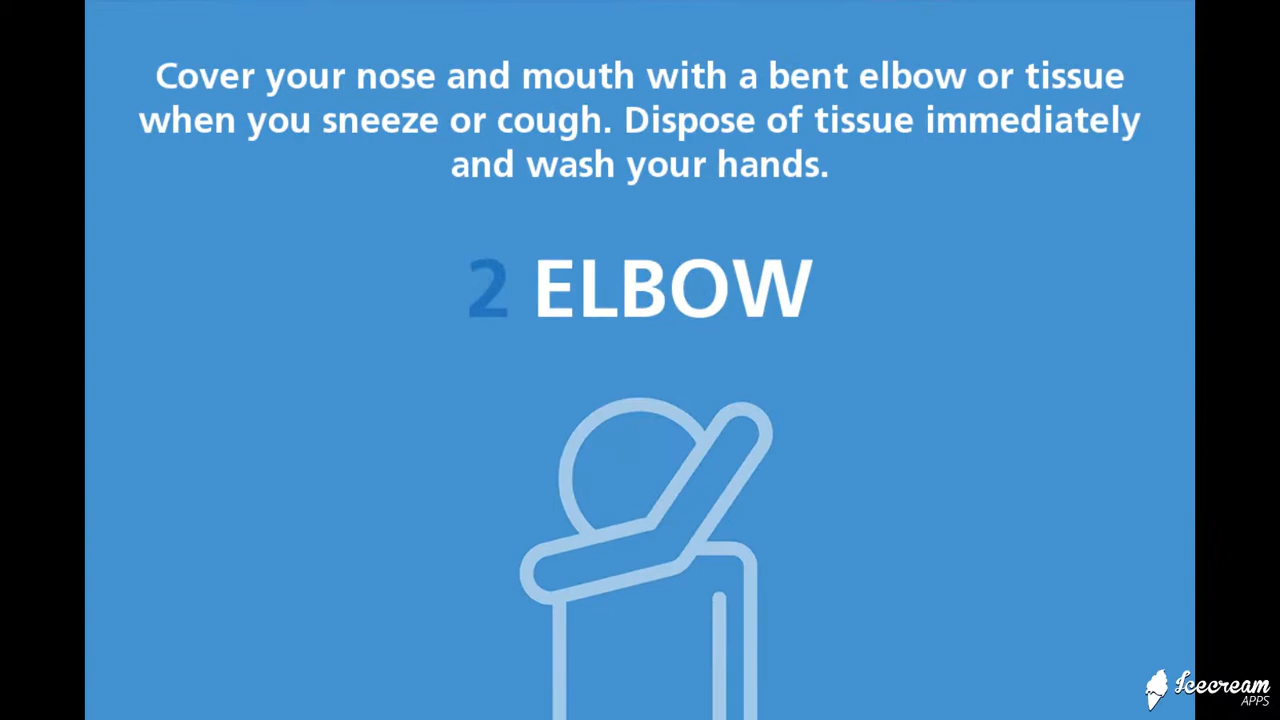 Cover your nose and mouth with a bent elbow or tissue
when you sneeze or cough. Dispose of tissue immediately
and wash your hands.
2 ELBOW
Icecream
APPS